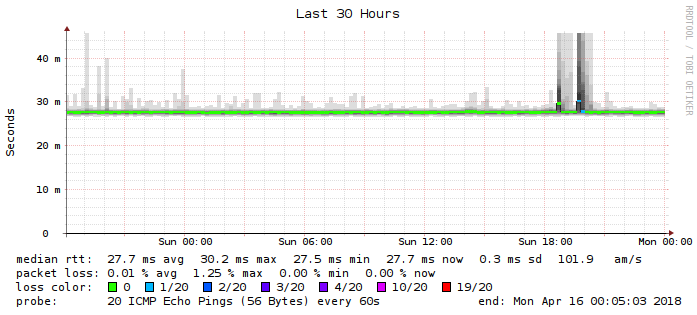 Last 30 Hours
RRDTOOL / TOBI OETIKER
Seconds
40 m
30 m
20 m
10 m
0
Sun 00:00 Sun 06:00 Sun 12:00 Sun 18:00 Mon 00:00
median rtt: 27.7 ms avg 30.2 ms max 27.5 ms min 27.7 ms now 0.3 ms sd 101.9 am/s
packet loss: 0.01 % avg 1.25 % max 0.00 % min 0.00 % now
loss color: 0 1/20 2/20 3/20 4/20 10/20 19/20
probe: 20 ICMP Echo Pings (56 Bytes) every 60s end: Mon Apr 16 00:05:03 2018